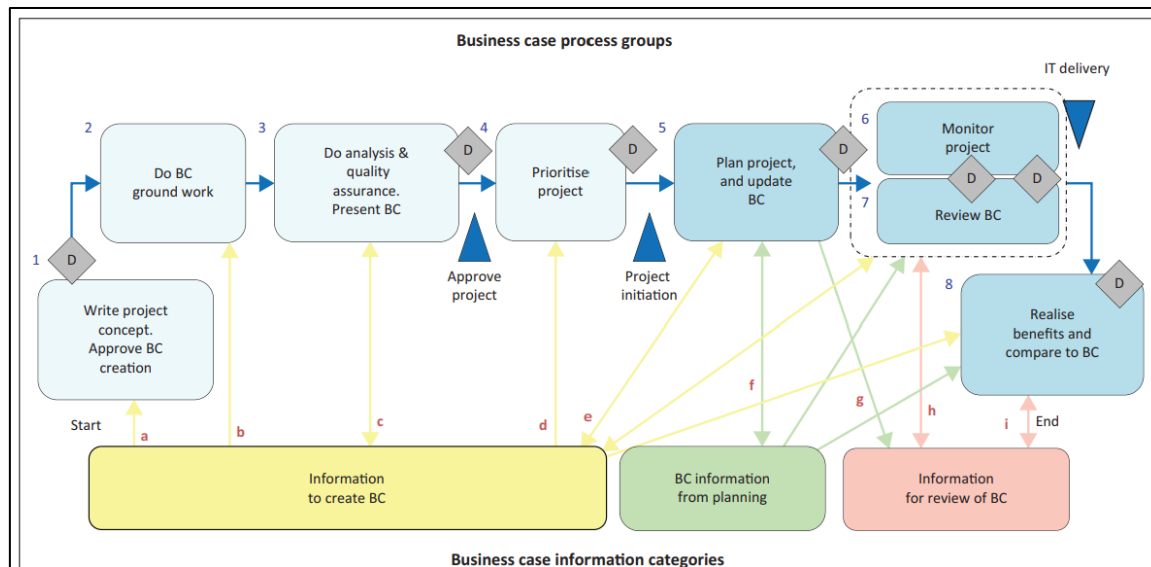 Business case process groups
IT delivery
1
D
Write project
concept.
Approve BC
creation
Start
2
Do BC
ground work
3
Do analysis &
quality
assurance.
Present BC
D
Approve
project
4
Prioritise
project
D
Project
initiation
5
Plan project,
and update
BC
D
6
Monitor
project
D
D
7
Review BC
8
D
Realise
benefits and
compare to BC
End
a
b
c
d
e
f
g
h
i
Information
to create BC
BC information
from planning
Information
for review of BC
Business case information categories